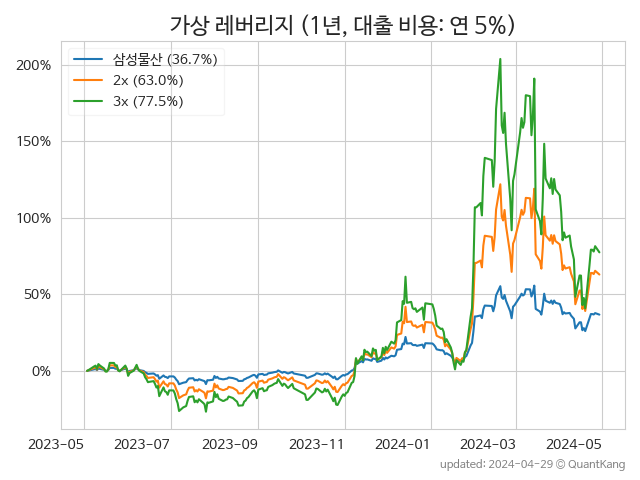 가상 레버리지 (1년, 대출 비용: 연 5%)
삼성물산 (36.7%)
2x (63.0%)
3x (77.5%)
200%
150%
100%
50%
0%
2023-05
2023-07
2023-09
2023-11
2024-01
2024-03
2024-05
updated: 2024-04-29 © QuantKang